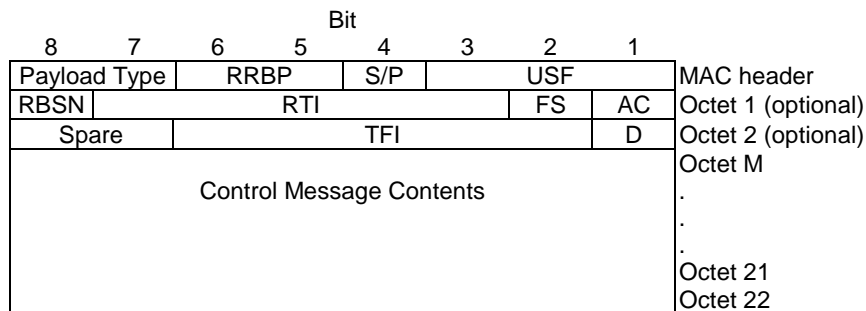 Bit
8 7 6 5 4 3 2 1
Payload Type RRBP S/P USF MAC header
RBSN RTI FS AC Octet 1 (optional)
Spare TFI D Octet 2 (optional)
Octet M
Control Message Contents .
.
.
Octet 21
Octet 22